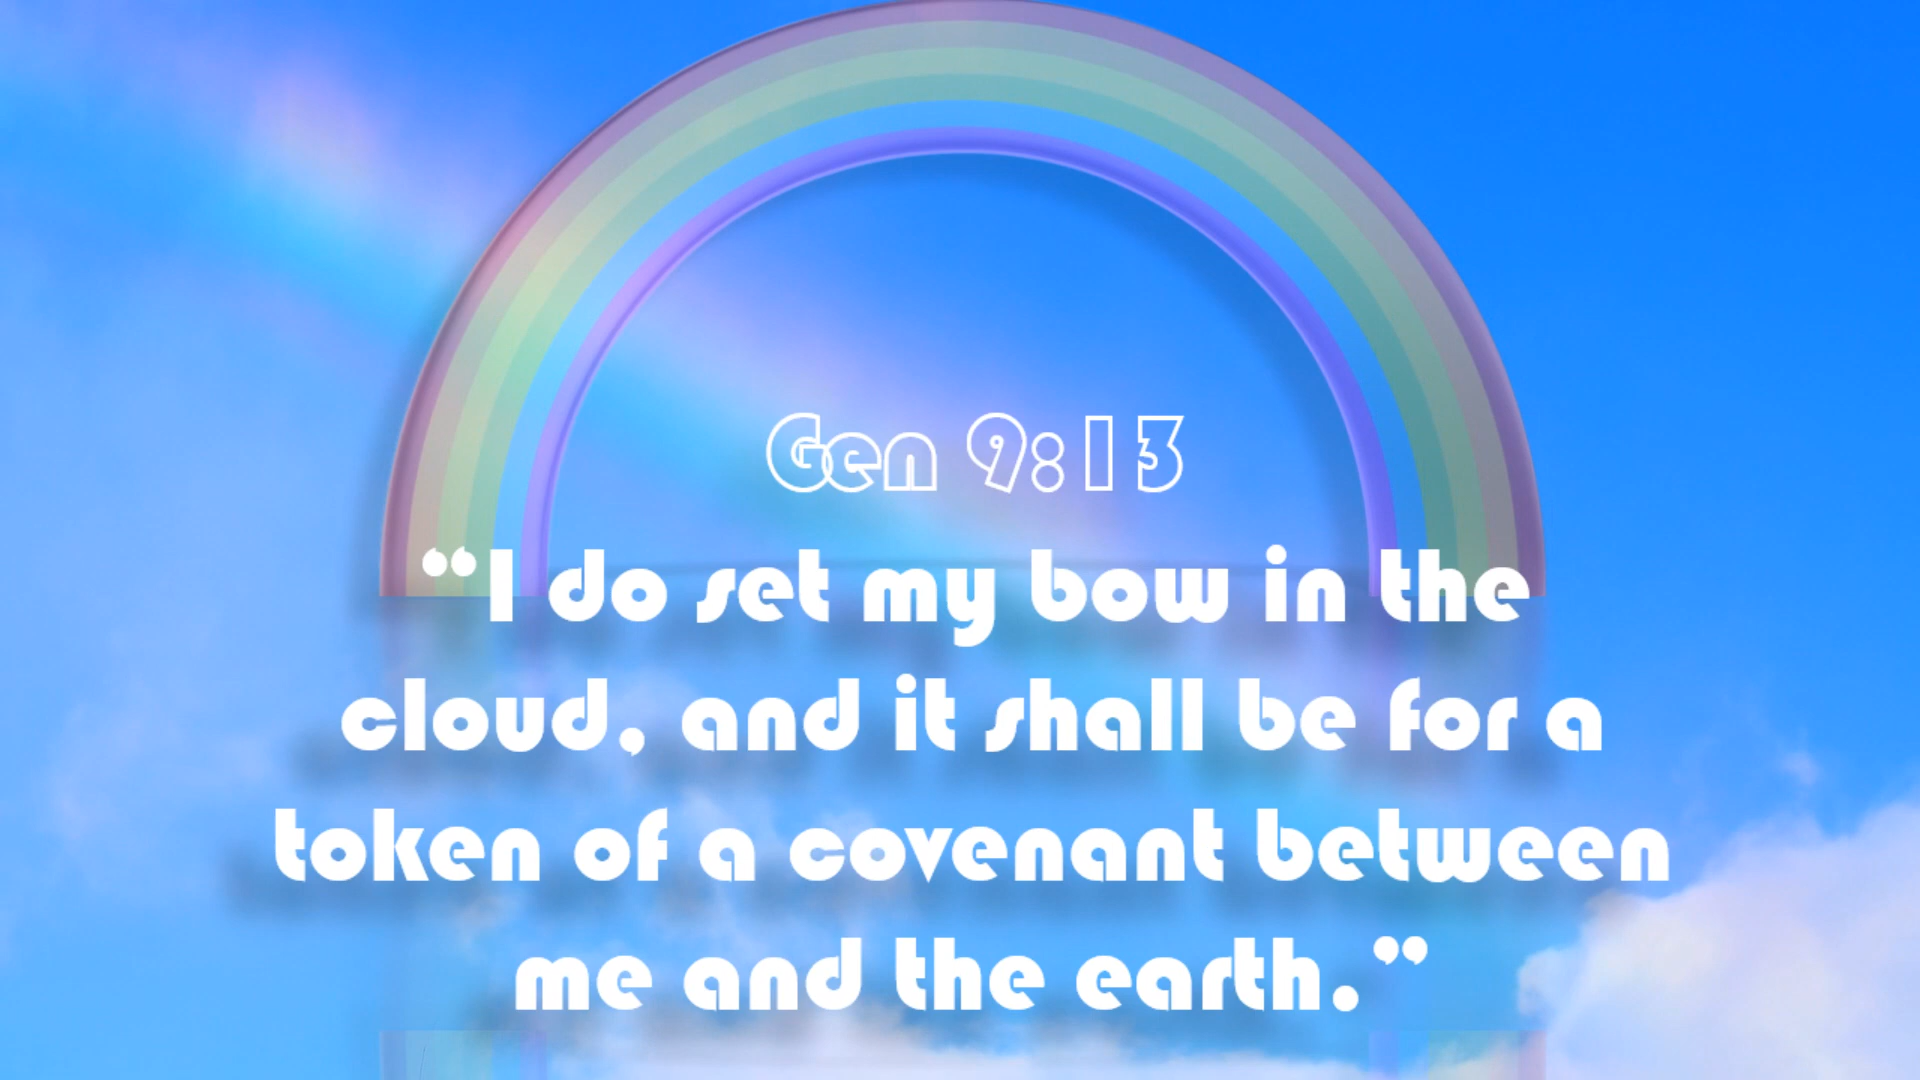 Gen 9:13
“I do set my bow in the
cloud, and it shall be for a
token of a covenant between
me and the earth.”